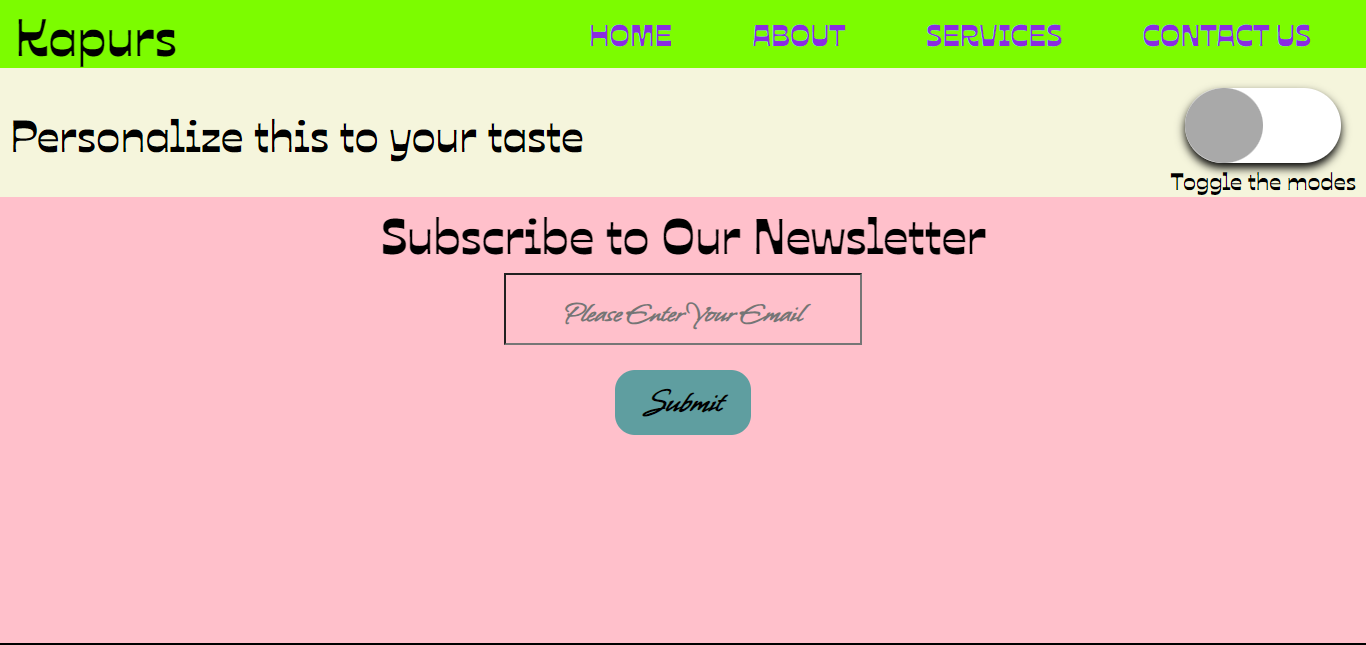 Kapurs HOME ABOUT SERVICES CONTACT US
Personalize this to your taste
Toggle the modes
Subscribe to Our Newsletter
Please Enter Your Email
Submit